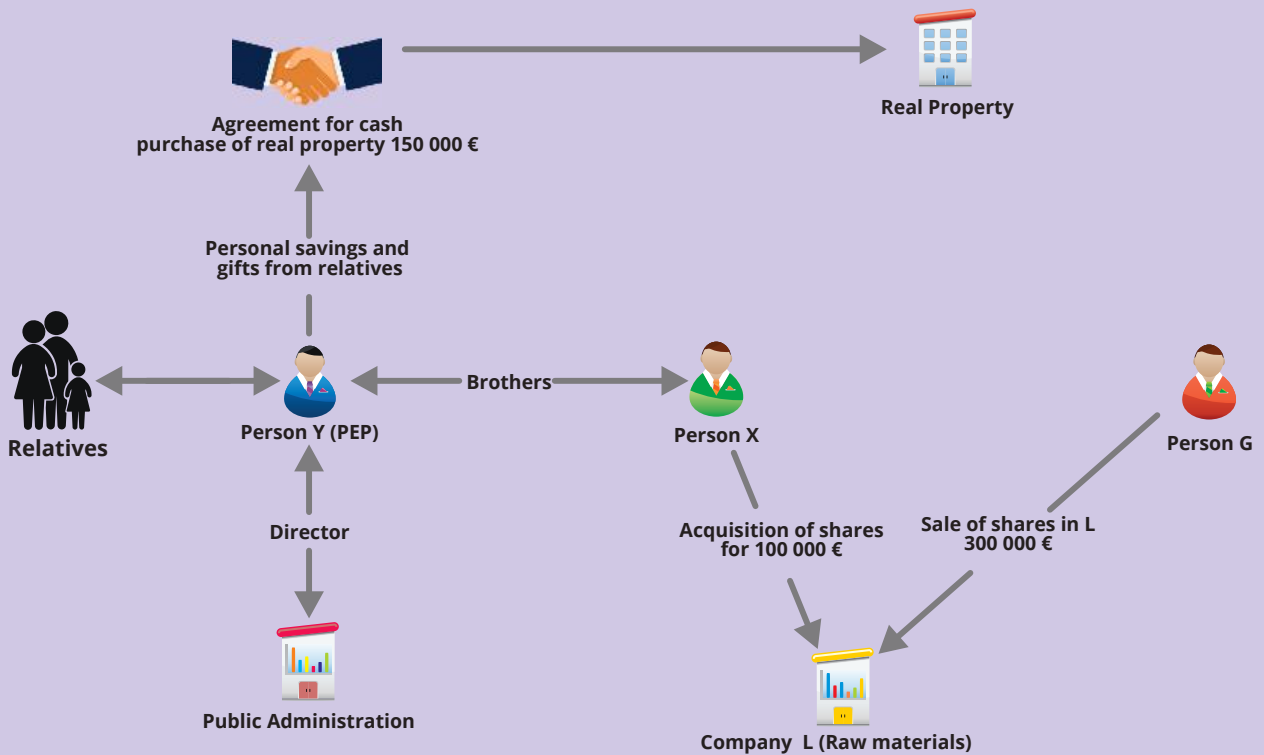 Agreement for cash
purchase of real property 150 000 €
Real Property
Personal savings and
gifts from relatives
Relatives
Person Y (PEP)
Brothers
Person X
Person G
Director
Acquisition of shares
for 100 000 €
Sale of shares in L
300 000 €
Public Administration
Company L (Raw materials)